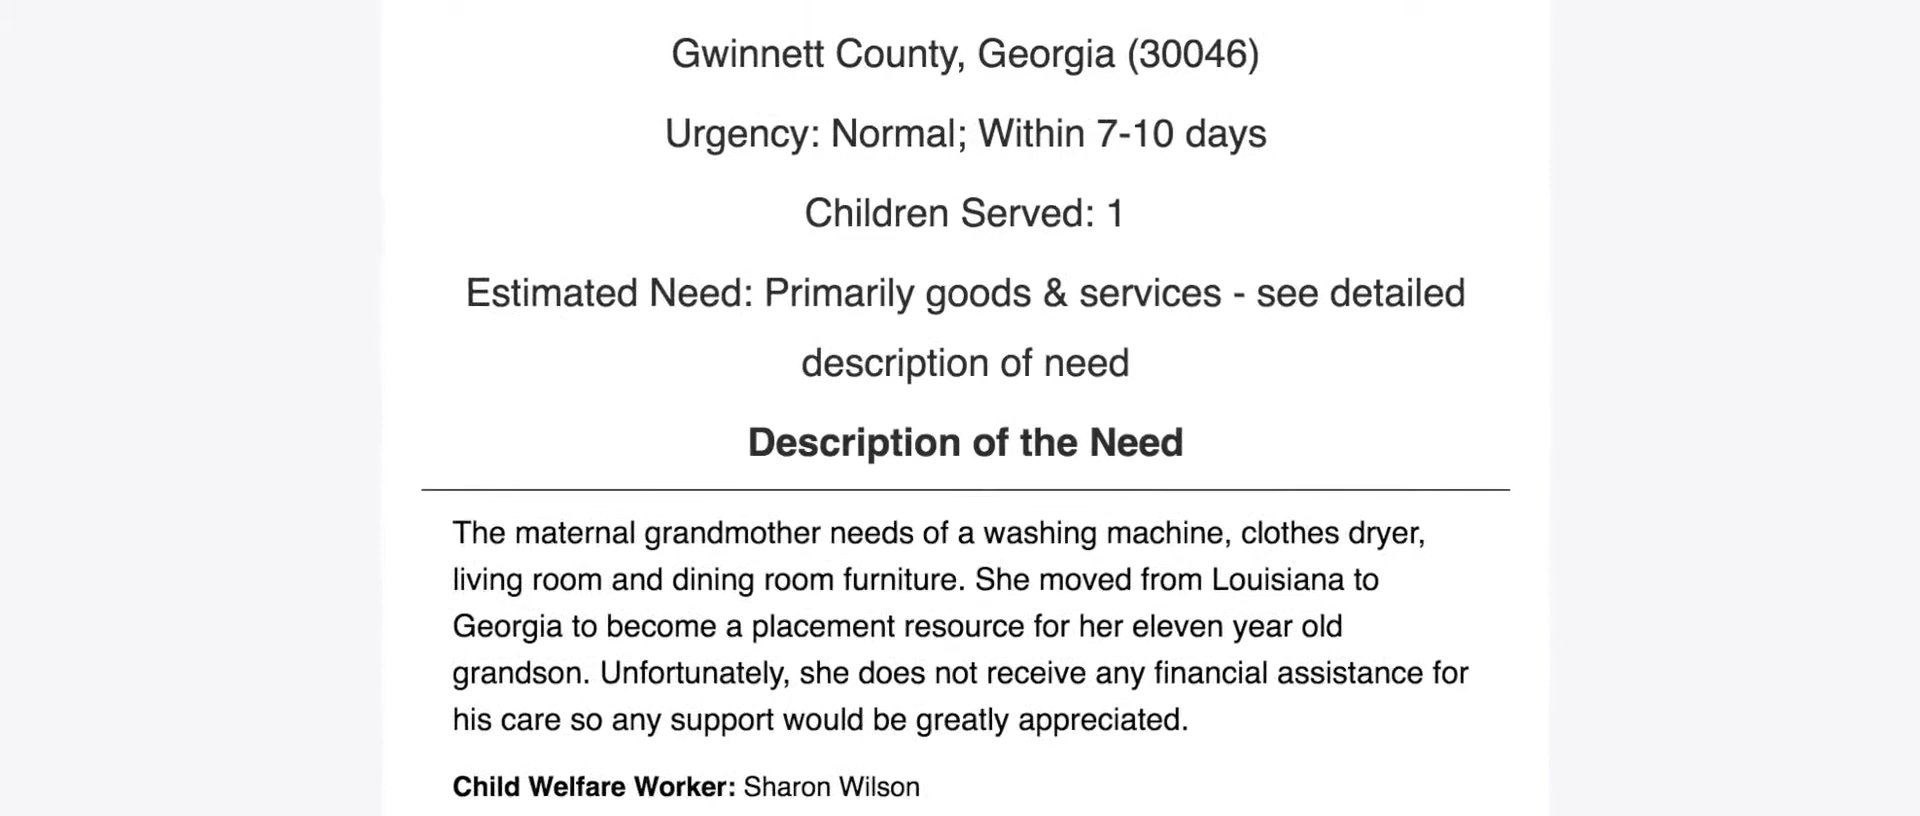 Gwinnett County, Georgia (30046)
Urgency: Normal; Within 7-10 days
Children Served: 1
Estimated Need: Primarily goods & services - see detailed
description of need
Description of the Need
The maternal grandmother needs of a washing machine, clothes dryer,
living room and dining room furniture. She moved from Louisiana to
Georgia to become a placement resource for her eleven year old
grandson. Unfortunately, she does not receive any financial assistance for
his care so any support would be greatly appreciated.
Child Welfare Worker: Sharon Wilson